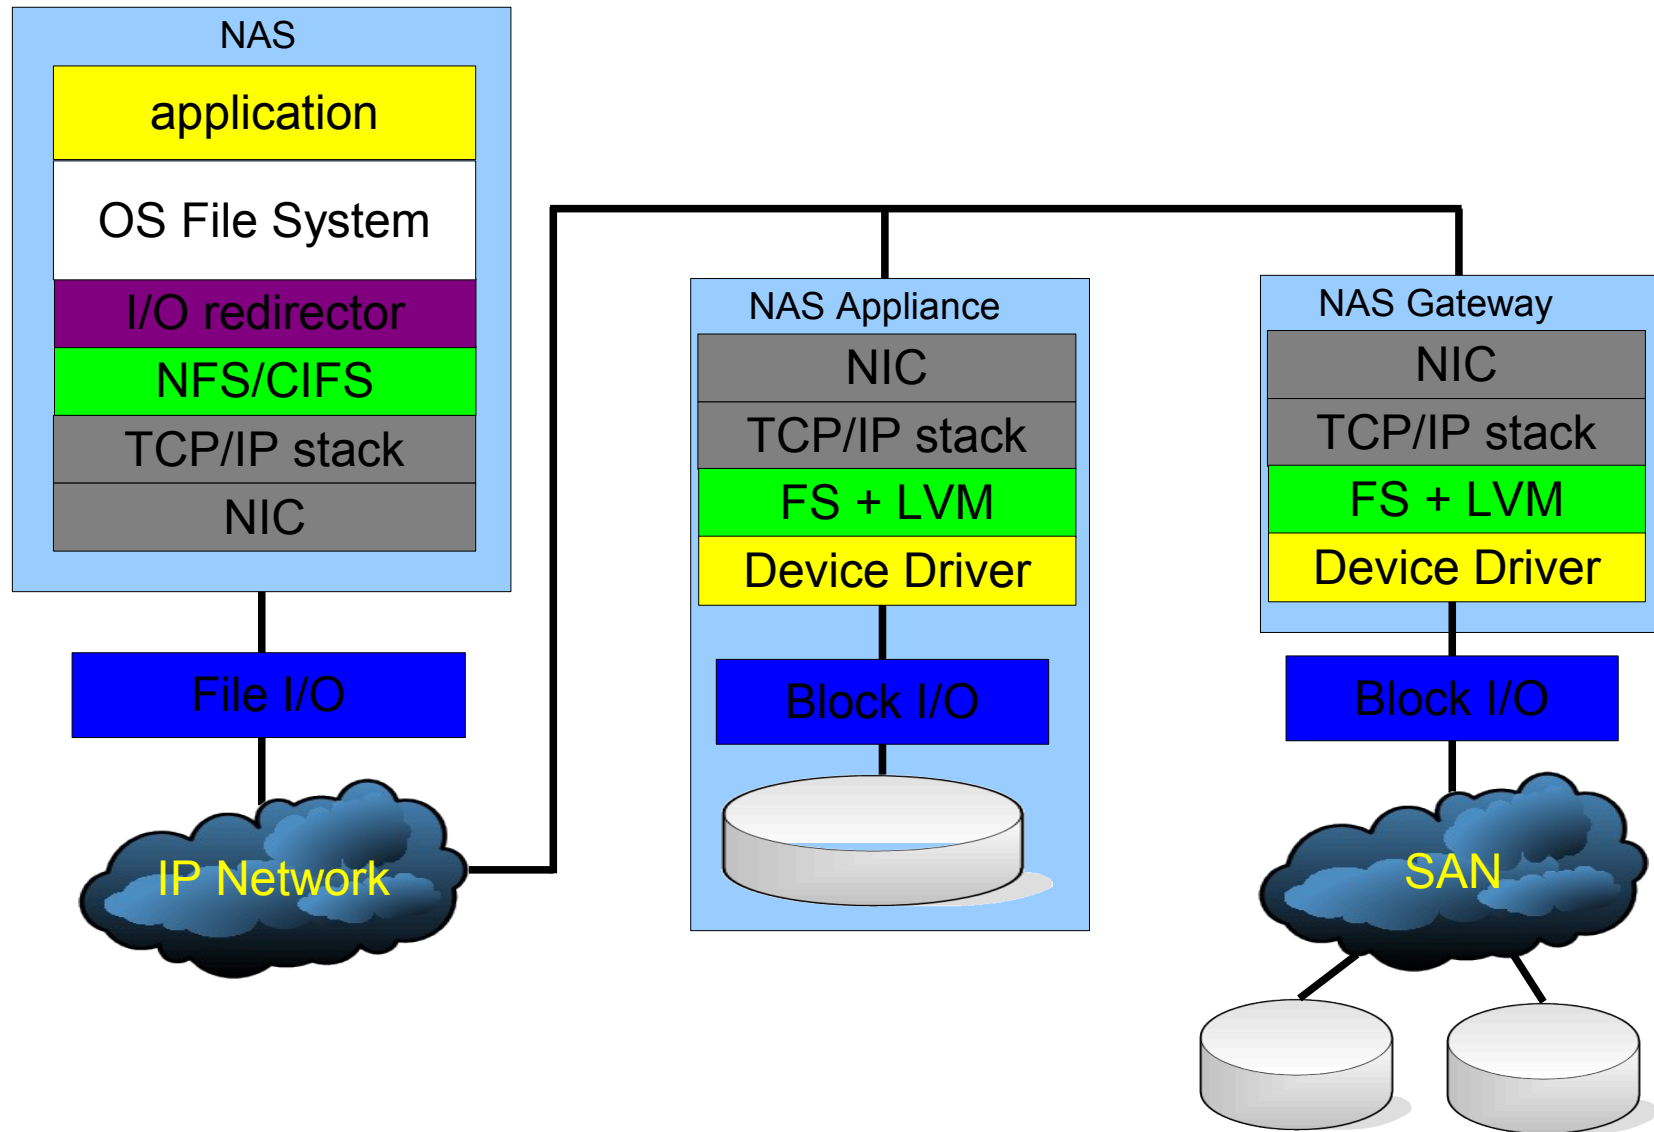 NAS
application
OS File System
I/O redirector
NFS/CIFS
TCP/IP stack
NIC
File I/O
IP Network
NAS Appliance
NIC
TCP/IP stack
FS + LVM
Device Driver
Block I/O
NAS Gateway
NIC
TCP/IP stack
FS + LVM
Device Driver
Block I/O
SAN